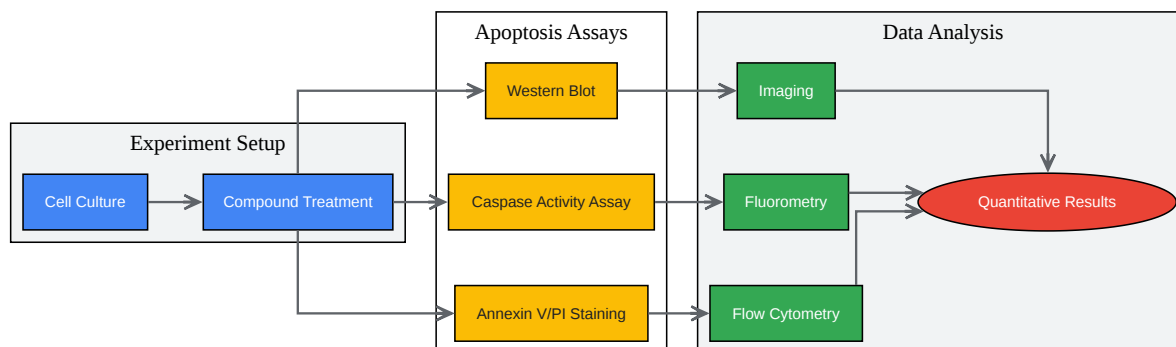 Experiment Setup
Cell Culture
Compound Treatment
Apoptosis Assays
Western Blot
Caspase Activity Assay
Annexin V/PI Staining
Data Analysis
Imaging
Fluorometry
Flow Cytometry
Quantitative Results